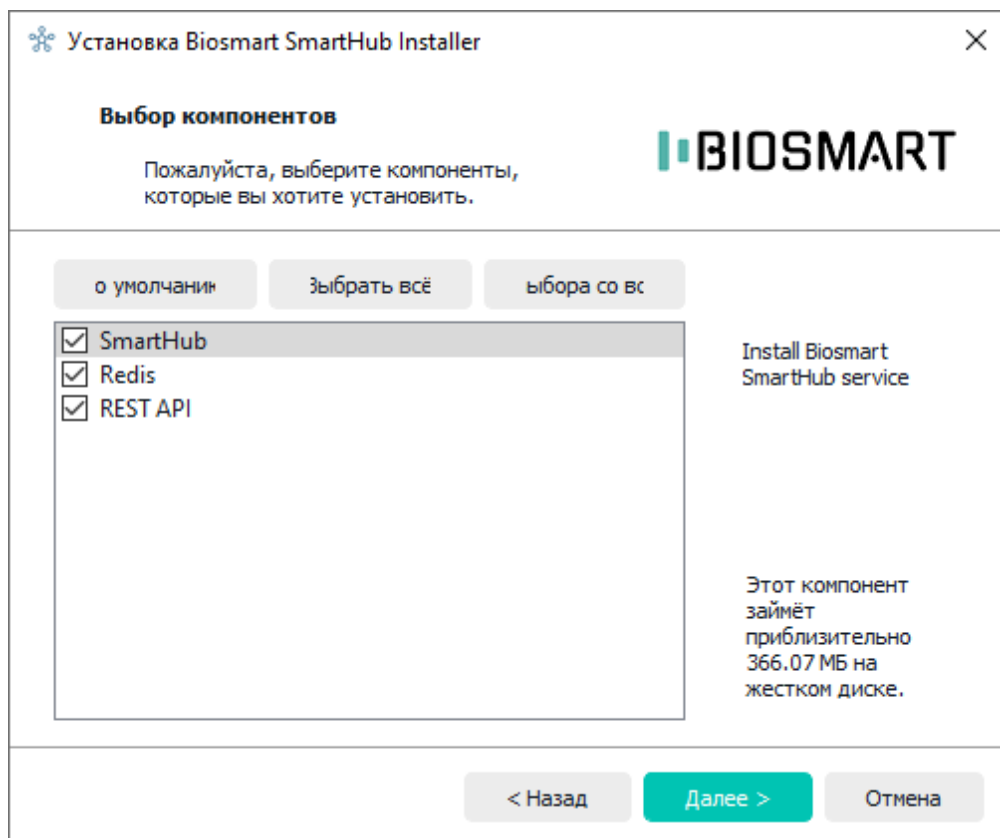 Установка Biosmart SmartHub Installer
Выбор компонентов
BIOSMART
Пожалуйста, выберите компоненты,
которые вы хотите установить.
о умолчани
Выбрать всё
ыбора со вс
SmartHub
Redis
REST API
Install Biosmart
SmartHub service
Этот компонент
займёт
приблизительно
366.07 МБ на
жестком диске.
< Назад
Далее >
Отмена